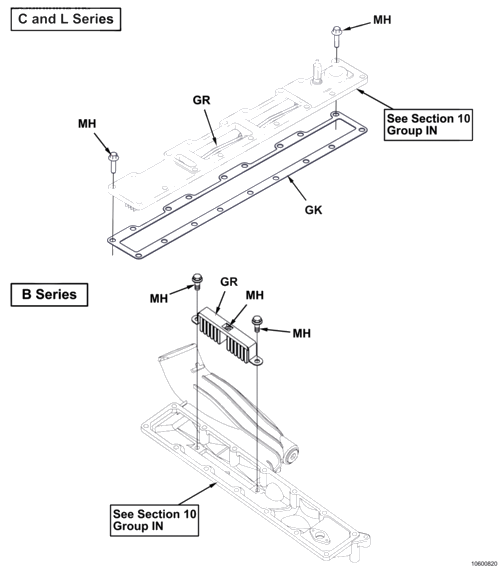 C and L Series
MH
GR
See Section 10
Group IN
MH
GK
B Series
GR
MH
MH
MH
See Section 10
Group IN
10600820